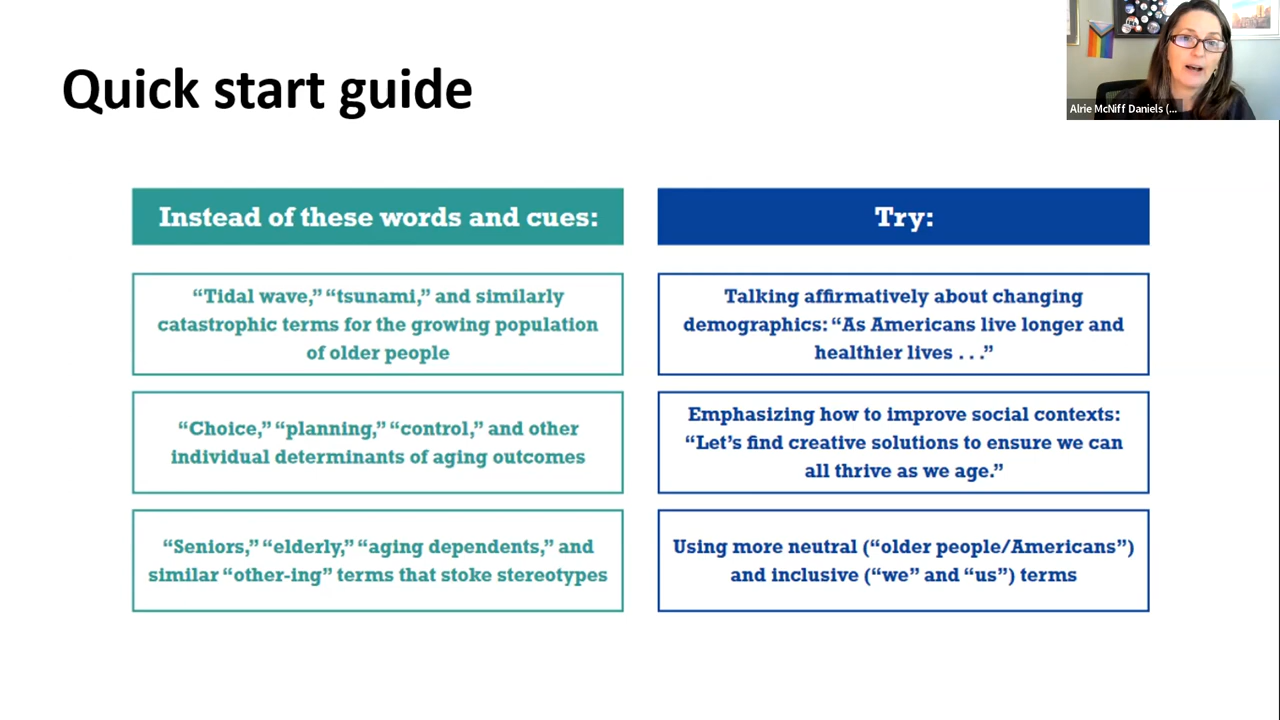 Quick start guide
Alrie McNiff Daniels (...
Instead of these words and cues:
Try:
“Tidal wave,” “tsunami,” and similarly
catastrophic terms for the growing population
of older people
Talking affirmatively about changing
demographics: “As Americans live longer and
healthier lives . . .”
“Choice,” “planning,” “control,” and other
individual determinants of aging outcomes
Emphasizing how to improve social contexts:
“Let’s find creative solutions to ensure we can
all thrive as we age.”
“Seniors,” “elderly,” “aging dependents,” and
similar “other-ing” terms that stoke stereotypes
Using more neutral (“older people/Americans”)
and inclusive (“we” and “us”) terms